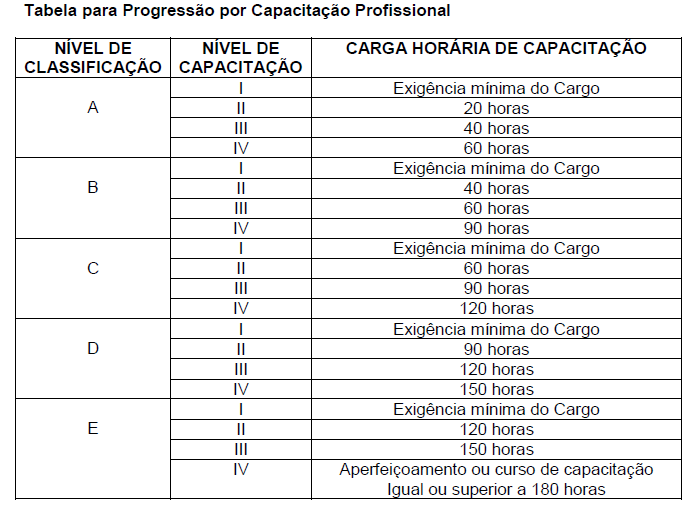 Tabela para Progressão por Capacitação Profissional
NÍVEL DE CLASSIFICAÇÃO NÍVEL DE CAPACITAÇÃO CARGA HORÁRIA DE CAPACITAÇÃO
A
I Exigência mínima do Cargo
II 20 horas
III 40 horas
IV 60 horas
B
I Exigência mínima do Cargo
II 40 horas
III 60 horas
IV 90 horas
C
I Exigência mínima do Cargo
II 60 horas
III 90 horas
IV 120 horas
D
I Exigência mínima do Cargo
II 90 horas
III 120 horas
IV 150 horas
E
I Exigência mínima do Cargo
II 120 horas
III 150 horas
IV Aperfeiçoamento ou curso de capacitação
Igual ou superior a 180 horas